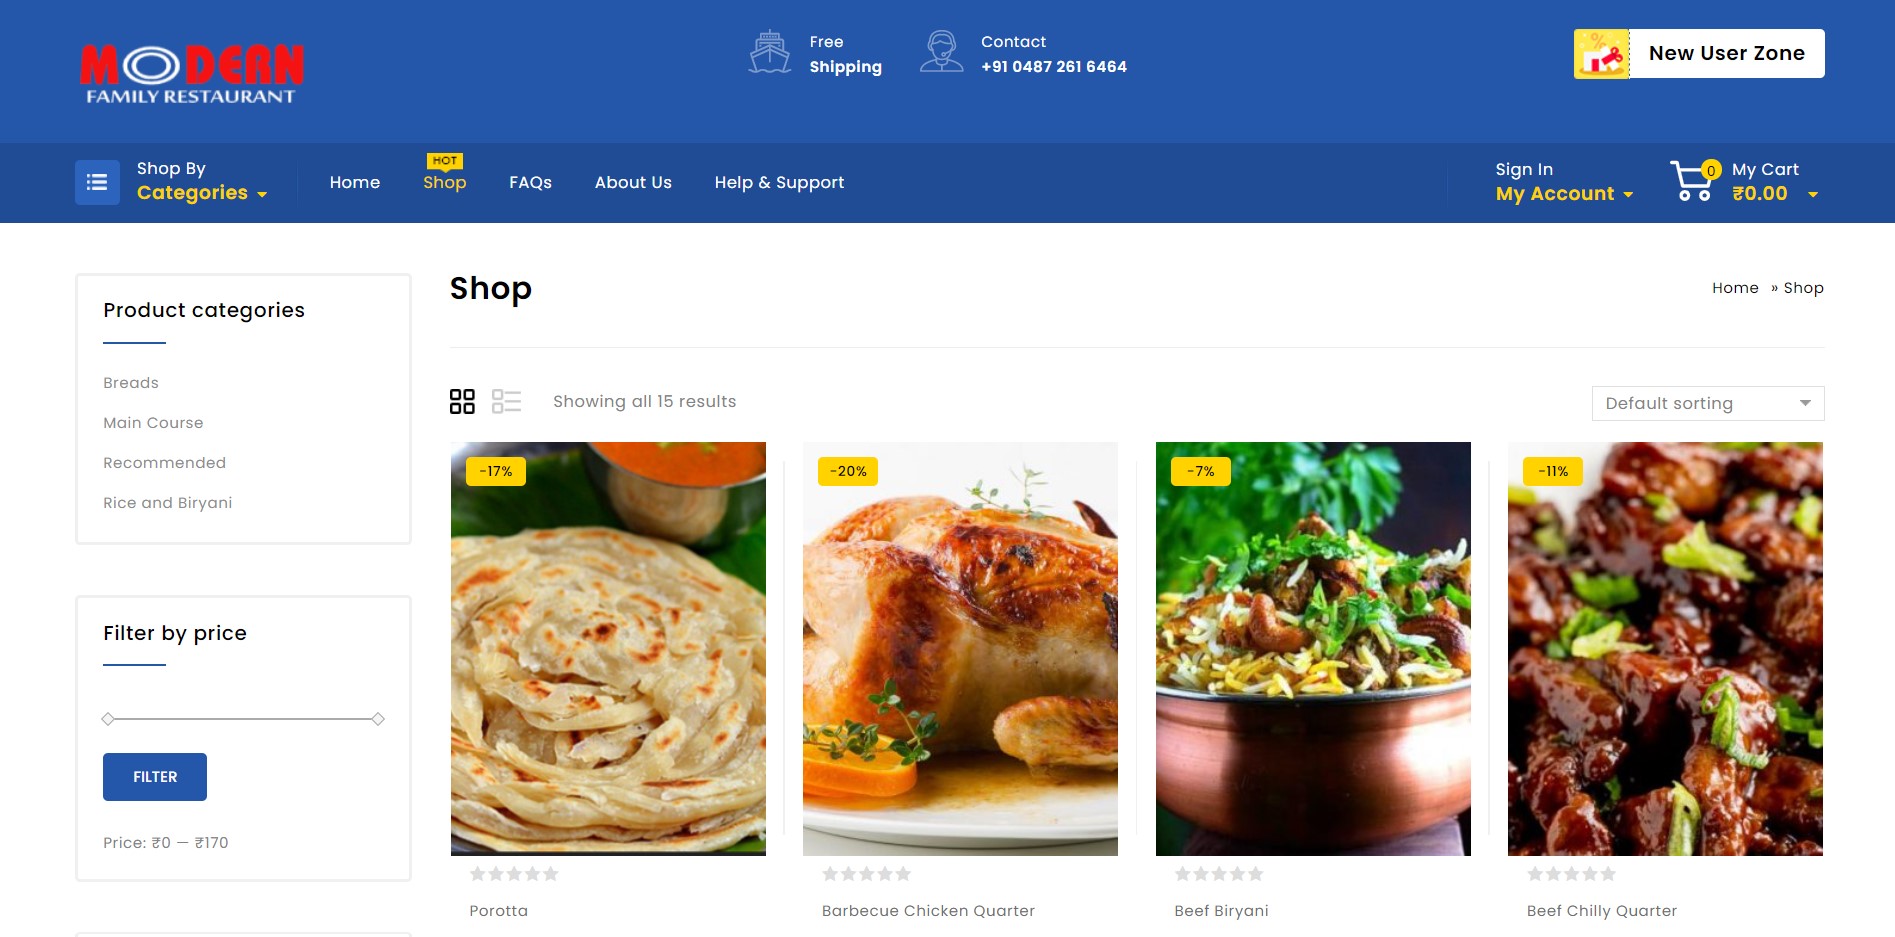 MODERN
FAMILY RESTAURANT
Free
Shipping
Contact
+91 0487 261 6464
%
New User Zone
Shop By
Categories
Home
HOT
Shop
FAQs
About Us
Help & Support
Sign In
My Account
0
My Cart
₹0.00
Product categories
Breads
Main Course
Recommended
Rice and Biryani
Filter by price
FILTER
Price: ₹0 — ₹170
Shop
Home » Shop
Showing all 15 results
Default sorting
-17%
-20%
-7%
-11%
Porotta
Barbecue Chicken Quarter
Beef Biryani
Beef Chilly Quarter